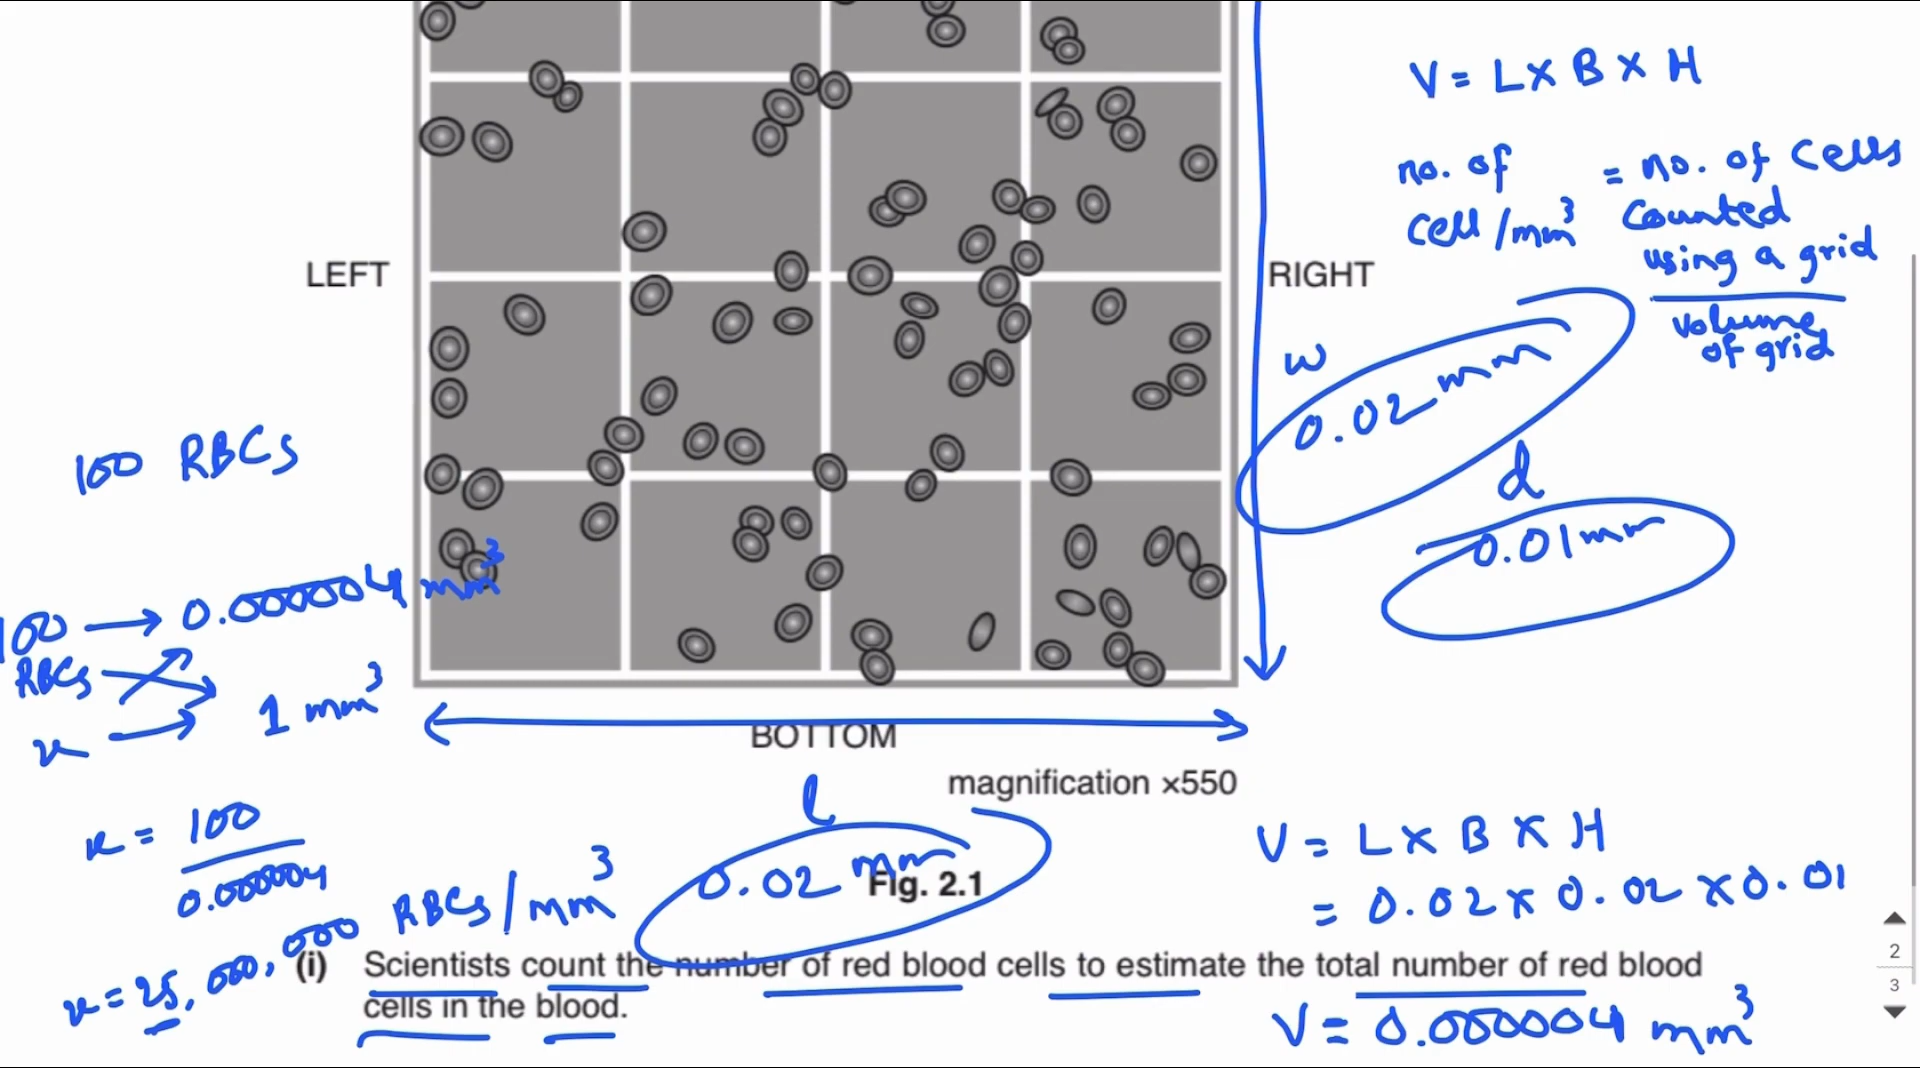 V = L X B X H
no. of cell / mm³ = no. of cells counted using a grid
volume of grid
LEFT
RIGHT
w
0.02 mm
d
0.01 mm
100 RBCs
100 RBCs → 0.000004 mm³
x → 1 mm³
BOTTOM
magnification ×550
l
0.02 mm
Fig. 2.1
x = 100
0.000004
x = 25,000,000 RBCs / mm³
V = L X B X H
= 0.02 x 0.02 x 0.01
V = 0.000004 mm³
(i) Scientists count the number of red blood cells to estimate the total number of red blood
cells in the blood.
2
3